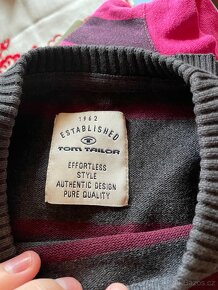 1962
ESTABLISHED
TOM TAILOR
EFFORTLESS
STYLE
AUTHENTIC DESIGN
PURE QUALITY